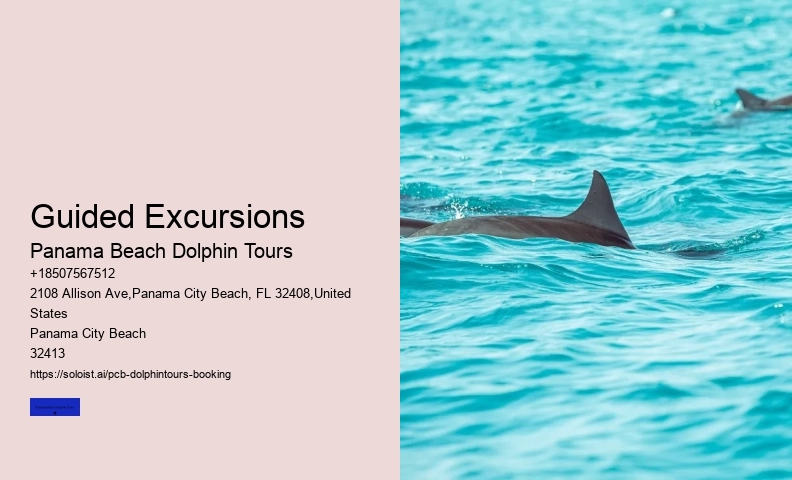 Guided Excursions
Panama Beach Dolphin Tours
+18507567512
2108 Allison Ave,Panama City Beach, FL 32408,United
States
Panama City Beach
32413
https://soloist.ai/pcb-dolphintours-booking